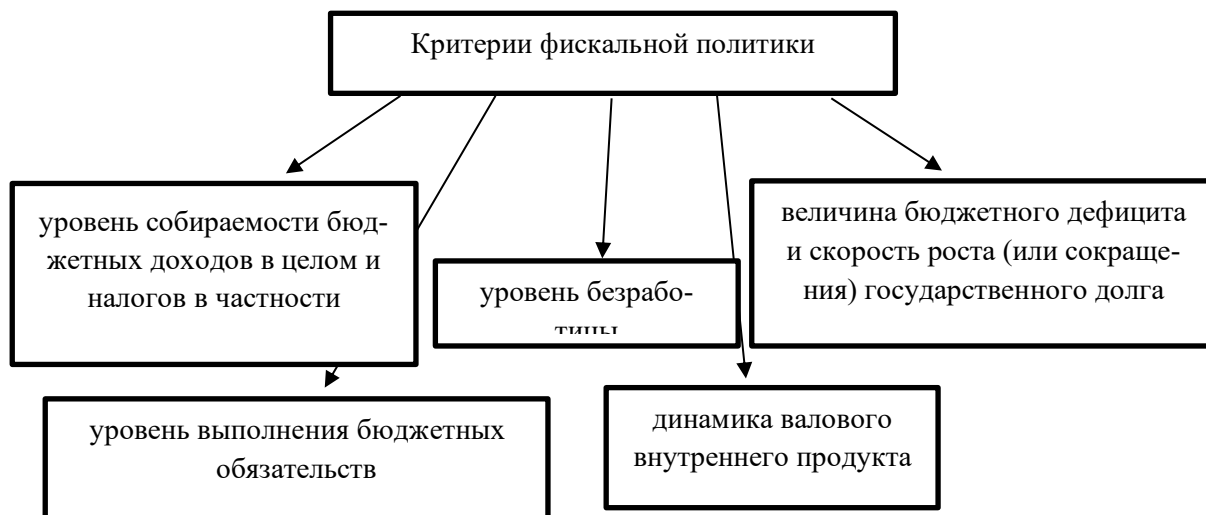 Критерии фискальной политики
уровень собираемости бюд-
жетных доходов в целом и
налогов в частности
уровень безрабо-
тицы
величина бюджетного дефицита
и скорость роста (или сокраще-
ния) государственного долга
уровень выполнения бюджетных
обязательств
динамика валового
внутреннего продукта